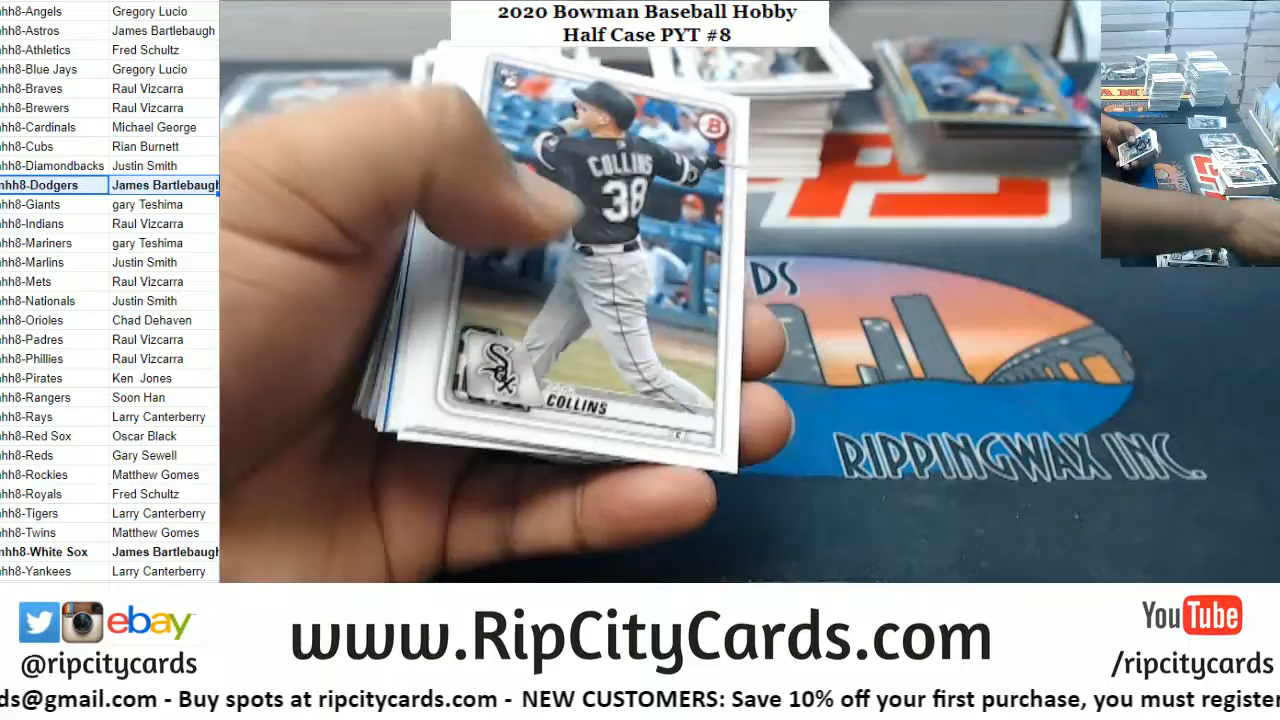 2020 Bowman Baseball Hobby
Half Case PYT #8
hh8-Angels Gregory Lucio
hh8-Astros James Bartlebaugh
hh8-Athletics Fred Schultz
hh8-Blue Jays Gregory Lucio
hh8-Braves Raul Vizcarra
hh8-Brewers Raul Vizcarra
hh8-Cardinals Michael George
hh8-Cubs Rian Burnett
hh8-Diamondbacks Justin Smith
hh8-Dodgers James Bartlebaugh
hh8-Giants gary Teshima
hh8-Indians Raul Vizcarra
hh8-Mariners gary Teshima
hh8-Marlins Justin Smith
hh8-Mets Raul Vizcarra
hh8-Nationals Justin Smith
hh8-Orioles Chad Dehaven
hh8-Padres Raul Vizcarra
hh8-Phillies Raul Vizcarra
hh8-Pirates Ken Jones
hh8-Rangers Soon Han
hh8-Rays Larry Canterberry
hh8-Red Sox Oscar Black
hh8-Reds Gary Sewell
hh8-Rockies Matthew Gomes
hh8-Royals Fred Schultz
hh8-Tigers Larry Canterberry
hh8-Twins Matthew Gomes
hh8-White Sox James Bartlebaugh
hh8-Yankees Larry Canterberry
B
COLLINS
38
Sox
COLLINS
DS
RIPPINGWAX INC.
ebay
@ripcitycards
www.RipCityCards.com
YouTube
/ripcitycards
ds@gmail.com - Buy spots at ripcitycards.com - NEW CUSTOMERS: Save 10% off your first purchase, you must register